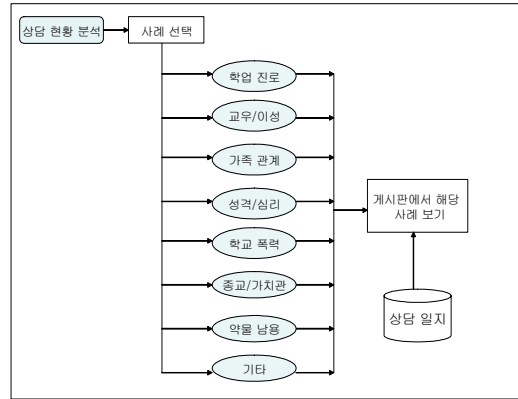 상담 현황 분석
사례 선택
학업 진로
교우/이성
가족 관계
성격/심리
학교 폭력
종교/가치관
약물 남용
기타
게시판에서 해당
사례 보기
상담 일지